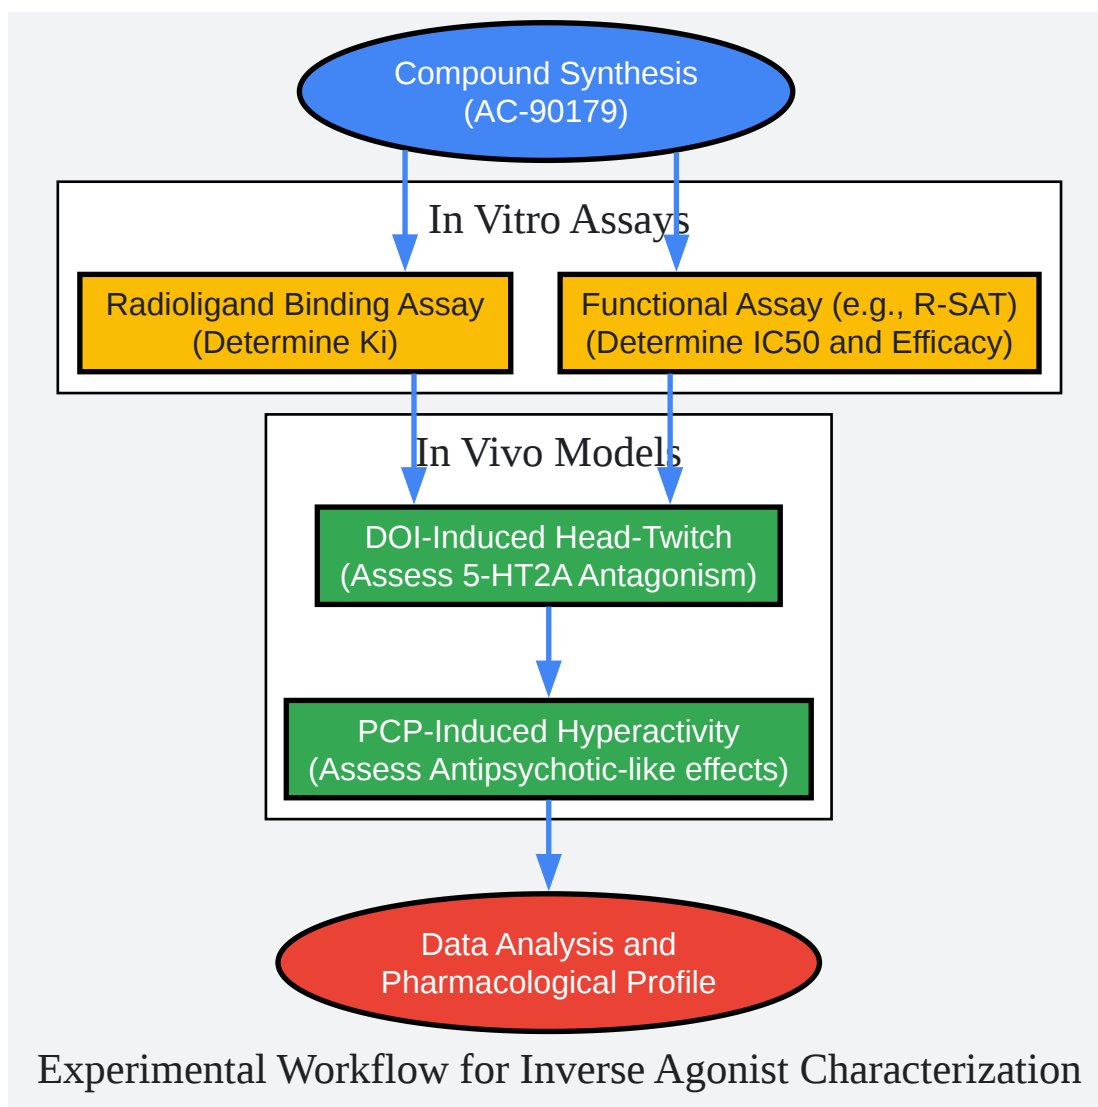 Compound Synthesis
(AC-90179)
In Vitro Assays
Radioligand Binding Assay
(Determine Ki)
Functional Assay (e.g., R-SAT)
(Determine IC50 and Efficacy)
In Vivo Models
DOI-Induced Head-Twitch
(Assess 5-HT2A Antagonism)
PCP-Induced Hyperactivity
(Assess Antipsychotic-like effects)
Data Analysis and
Pharmacological Profile
Experimental Workflow for Inverse Agonist Characterization